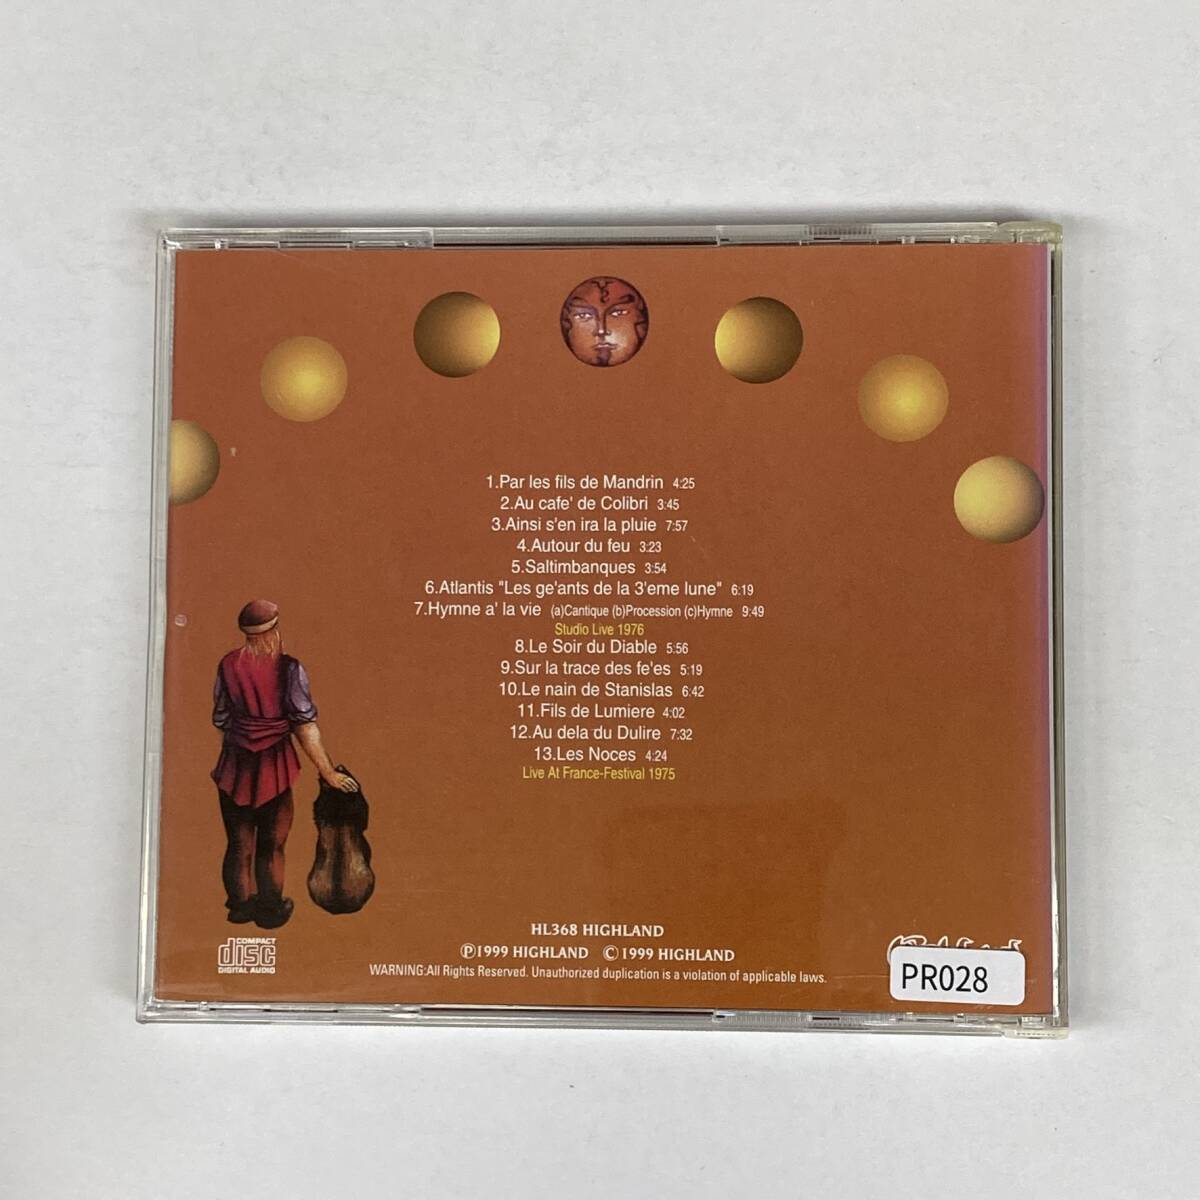 1.Par les fils de Mandrin 4:25
2.Au cafe' de Colibri 3:45
3.Ainsi s'en ira la pluie 7:57
4.Autour du feu 3:23
5.Saltimbanques 3:54
6.Atlantis "Les ge'ants de la 3'eme lune" 6:19
7.Hymne a' la vie (a)Cantique (b)Procession (c)Hymne 9:49
Studio Live 1976
8.Le Soir du Diable 5:56
9.Sur la trace des fe'es 5:19
10.Le nain de Stanislas 6:42
11.Fils de Lumiere 4:02
12.Au dela du Dulire 7:32
13.Les Noces 4:24
Live At France-Festival 1975
HL368 HIGHLAND
Ⓟ1999 HIGHLAND ©1999 HIGHLAND
WARNING:All Rights Reserved. Unauthorized duplication is a violation of applicable laws.
COMPACT
disc
DIGITAL AUDIO
PR028